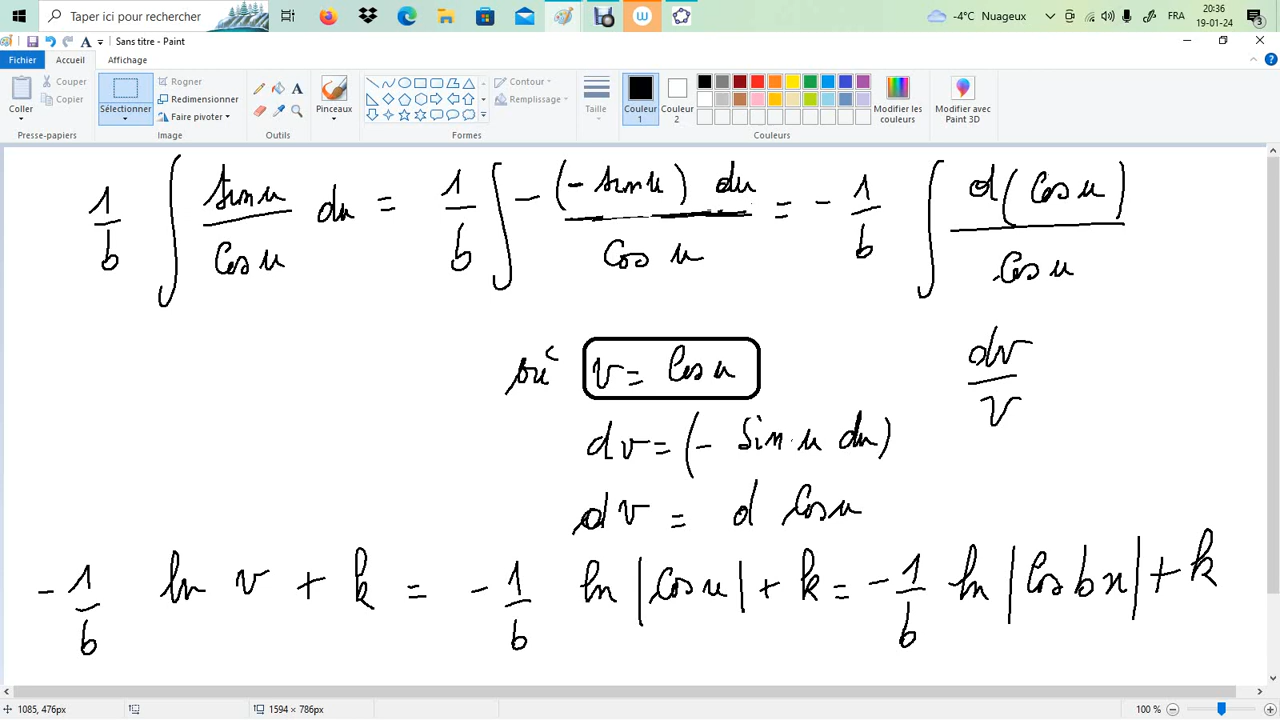 Taper ici pour rechercher
-4°C Nuageux
FRA
20:36
19-01-24
3
Sans titre - Paint
Fichier Accueil Affichage
Coller
Couper
Copier
Presse-papiers
Sélectionner
Rogner
Redimensionner
Faire pivoter
Image
A
Outils
Pinceaux
Contour
Remplissage
Formes
Taille
Couleur 1
Couleur 2
Modifier les couleurs
Couleurs
Modifier avec Paint 3D
1/b ∫ sin u / cos u du = 1/b ∫ -(- sin u) du / cos u = - 1/b ∫ d(cos u) / cos u
v = cos u
dv / v
dv = (- sin u du)
dv = d cos u
- 1/b ln v + k = - 1/b ln |cos u| + k = - 1/b ln |cos bx| + k
1085, 476px
1594 × 786px
100 %